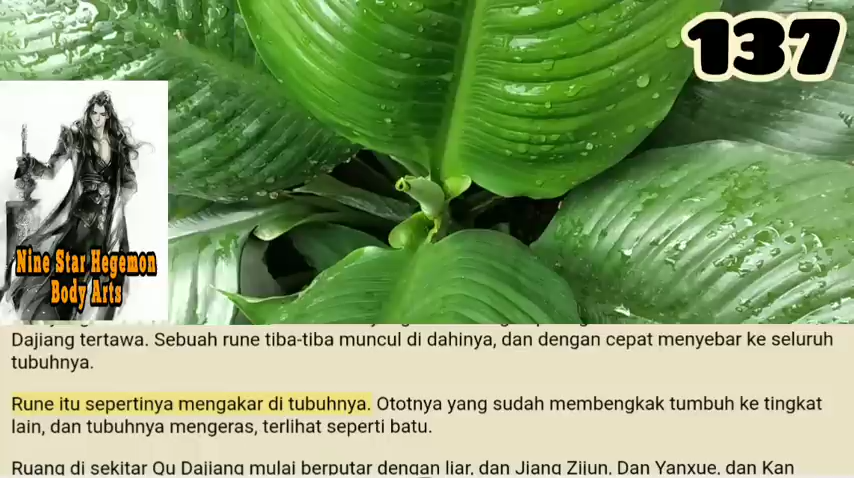 137
Nine Star Hegemon
Body Arts
Dajiang tertawa. Sebuah rune tiba-tiba muncul di dahinya, dan dengan cepat menyebar ke seluruh
tubuhnya.
Rune itu sepertinya mengakar di tubuhnya. Ototnya yang sudah membengkak tumbuh ke tingkat
lain, dan tubuhnya mengeras, terlihat seperti batu.
Ruang di sekitar Qu Dajiang mulai berputar dengan liar, dan Jiang Zijun, Dan Yanxue, dan Kan